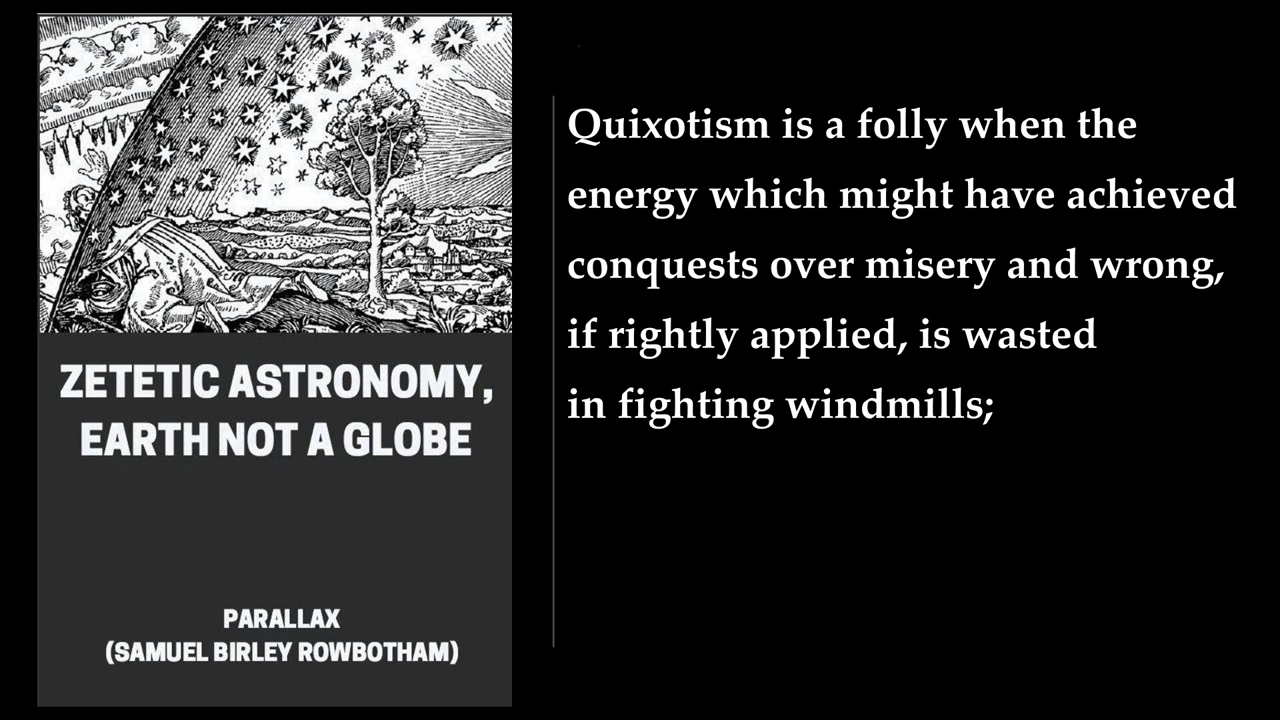 ZETETIC ASTRONOMY,
EARTH NOT A GLOBE
PARALLAX
(SAMUEL BIRLEY ROWBOTHAM)
Quixotism is a folly when the
energy which might have achieved
conquests over misery and wrong,
if rightly applied, is wasted
in fighting windmills;